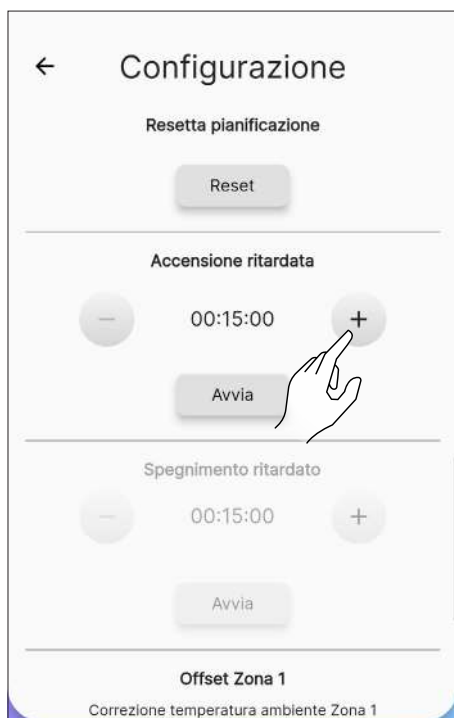 Configurazione
Resetta pianificazione
Reset
Accensione ritardata
− 00:15:00 +
Avvia
Spegnimento ritardato
− 00:15:00 +
Avvia
Offset Zona 1
Correzione temperatura ambiente Zona 1